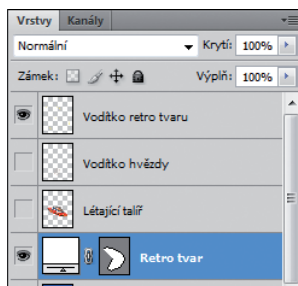 Vrstvy Kanály
Normální Krytí: 100%
Zámek: Výplň: 100%
Vodítko retro tvaru
Vodítko hvězdy
Létající talíř
Retro tvar